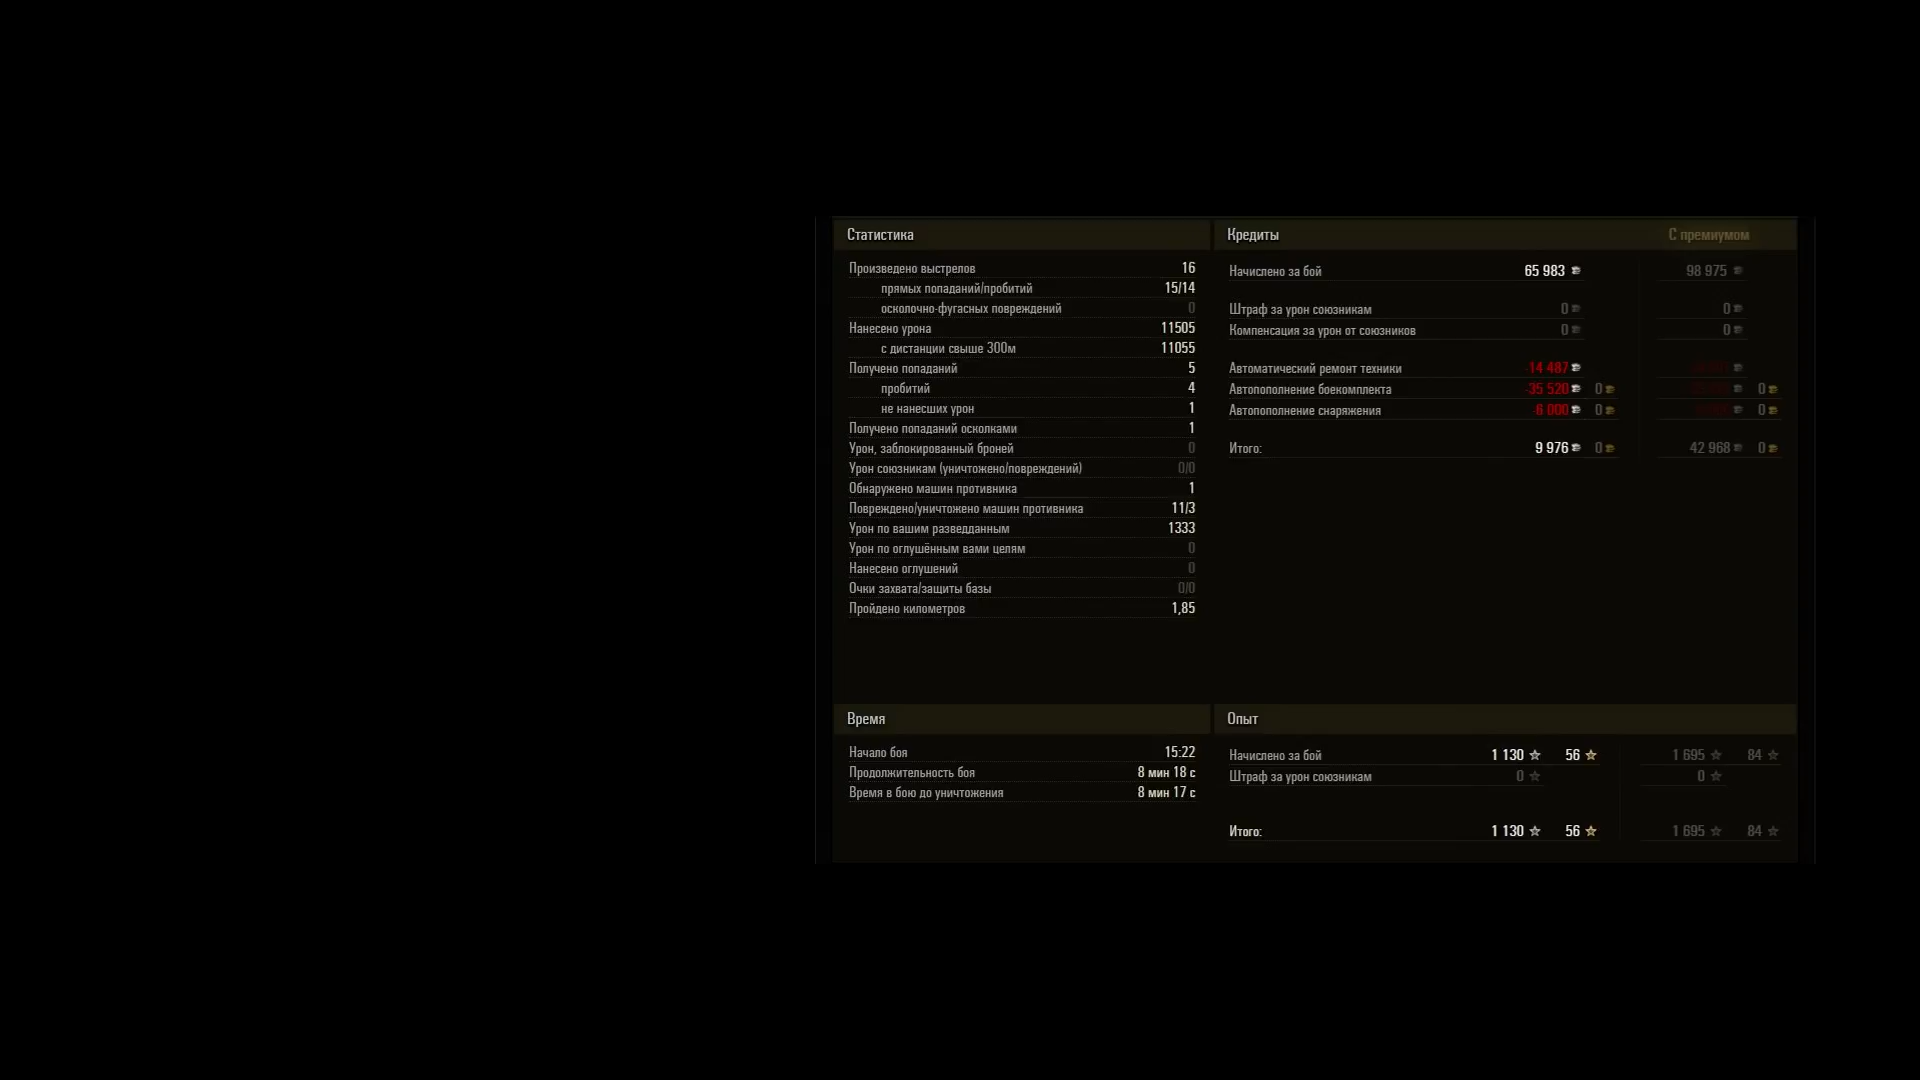 Статистика
Произведено выстрелов 16
прямых попаданий/пробитий 15/14
осколочно-фугасных повреждений 0
Нанесено урона 11505
с дистанции свыше 300м 11055
Получено попаданий 5
пробитий 4
не нанесших урон 1
Получено попаданий осколками 1
Урон, заблокированный броней 0
Урон союзникам (уничтожено/повреждений) 0/0
Обнаружено машин противника 1
Повреждено/уничтожено машин противника 11/3
Урон по вашим разведданным 1333
Урон по оглушённым вами целям 0
Нанесено оглушений 0
Очки захвата/защиты базы 0/0
Пройдено километров 1,85
Кредиты С премиумом
Начислено за бой 65 983 98 975
Штраф за урон союзникам 0 0
Компенсация за урон от союзников 0 0
Автоматический ремонт техники -14 487
Автопополнение боекомплекта -35 520 0 0
Автопополнение снаряжения -6 000 0 0
Итого: 9 976 0 42 968 0
Время
Начало боя 15:22
Продолжительность боя 8 мин 18 с
Время в бою до уничтожения 8 мин 17 с
Опыт
Начислено за бой 1 130 56 1 695 84
Штраф за урон союзникам 0 0
Итого: 1 130 56 1 695 84